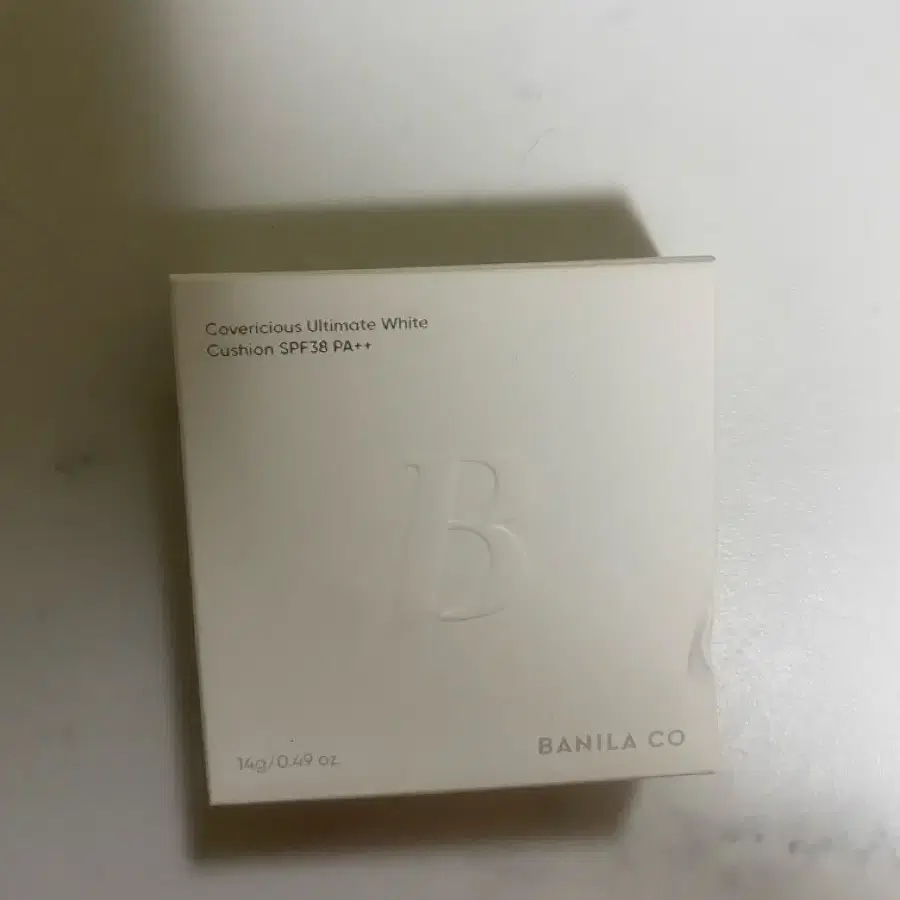 Covericious Ultimate White
Cushion SPF38 PA++
B
14g/0.49 oz
BANILA CO